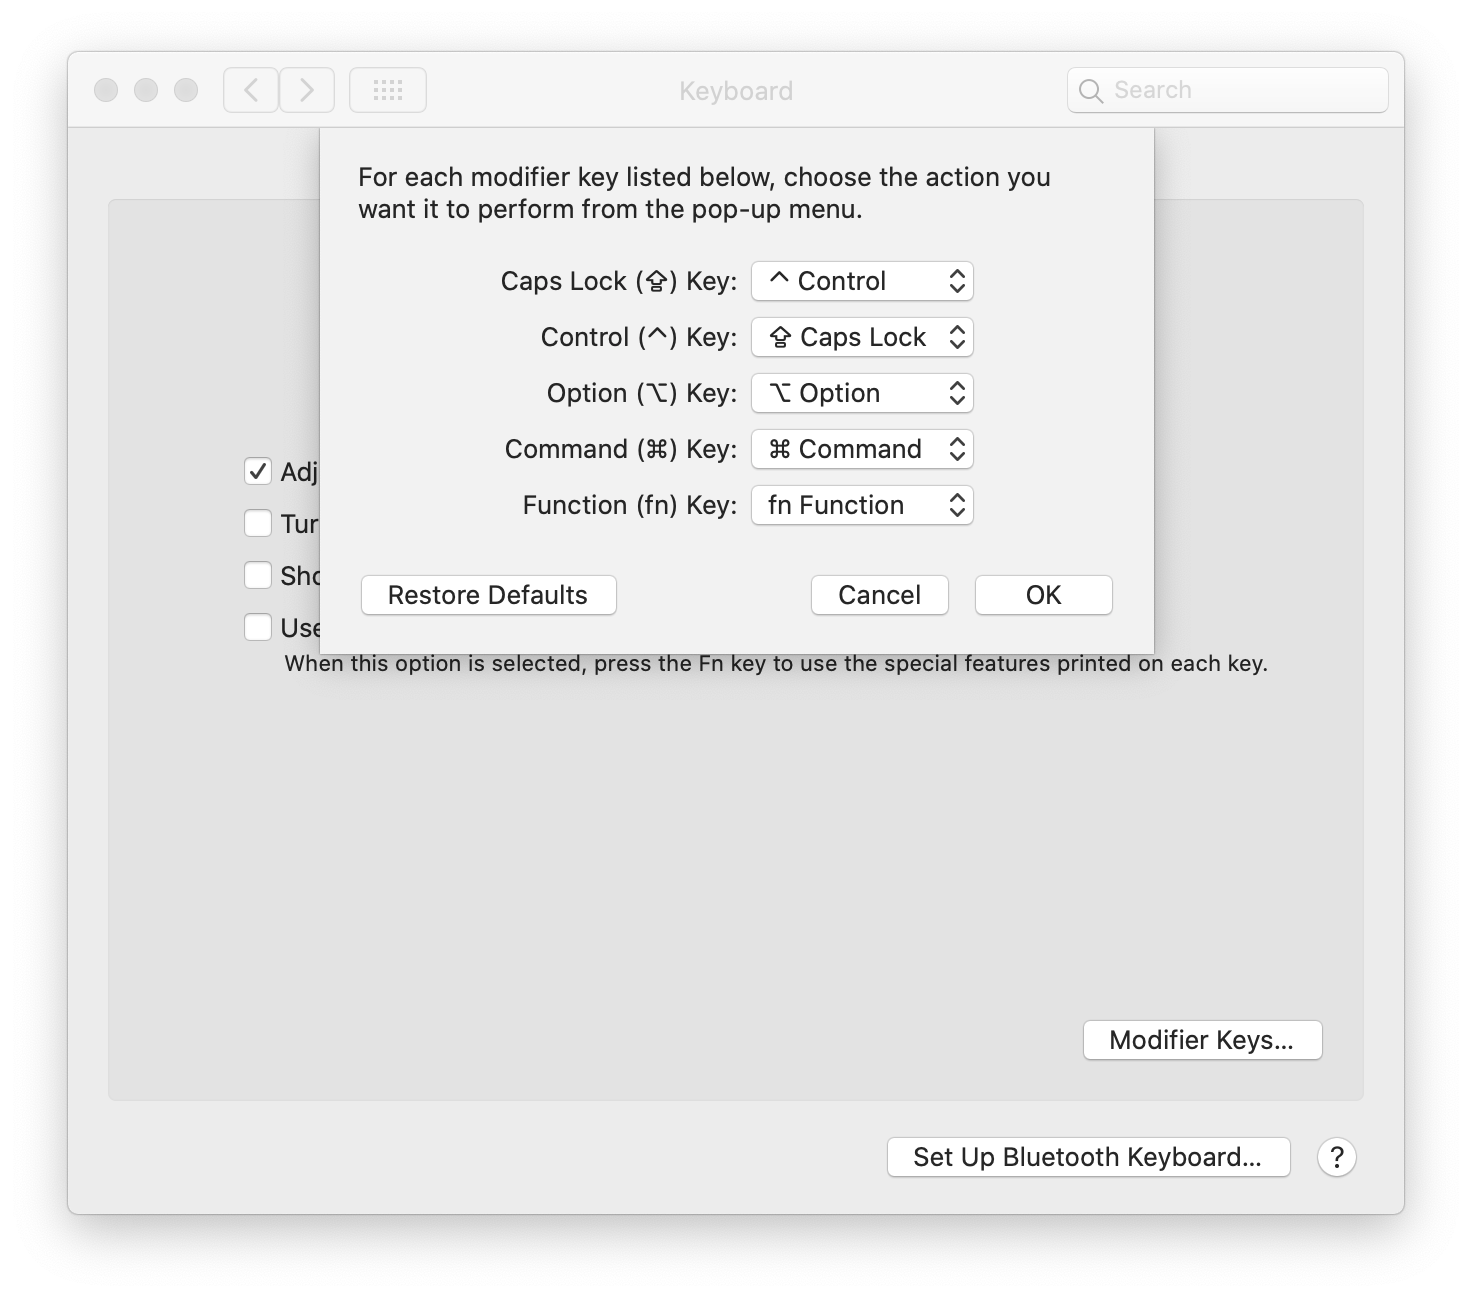 Keyboard
Search
For each modifier key listed below, choose the action you
want it to perform from the pop-up menu.
Caps Lock (⇪) Key: ^ Control
Control (^) Key: ⇪ Caps Lock
Option (⌥) Key: ⌥ Option
Command (⌘) Key: ⌘ Command
Function (fn) Key: fn Function
Restore Defaults Cancel OK
Adj
Tur
Sho
Use
When this option is selected, press the Fn key to use the special features printed on each key.
Modifier Keys...
Set Up Bluetooth Keyboard... ?